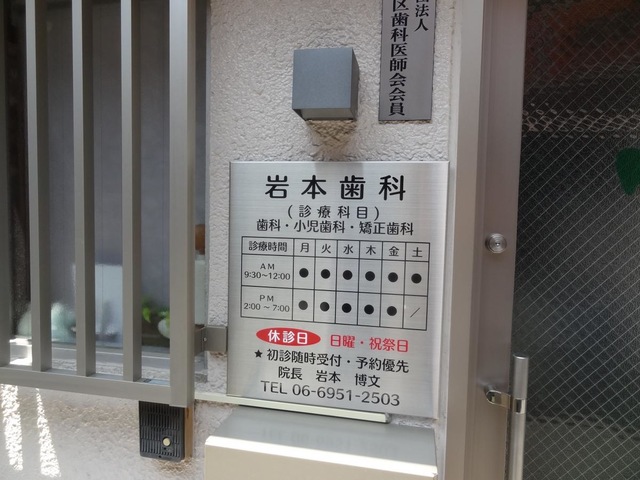 区歯科医師会会員
岩本歯科
(診療科目)
歯科・小児歯科・矯正歯科
診療時間 月 火 水 木 金 土
AM 9:30~12:00 ● ● ● ● ● ●
PM 2:00~7:00 ● ● ● ● ● /
休診日 日曜・祝祭日
★初診随時受付・予約優先
院長 岩本 博文
TEL 06-6951-2503